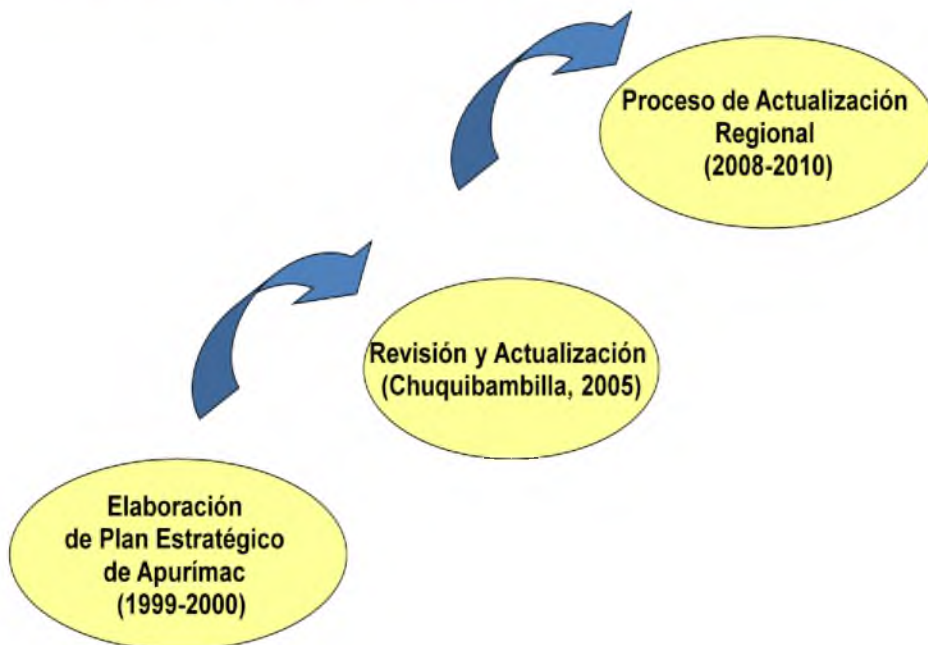 Proceso de Actualización
Regional
(2008-2010)
Revisión y Actualización
(Chuquibambilla, 2005)
Elaboración
de Plan Estratégico
de Apurímac
(1999-2000)